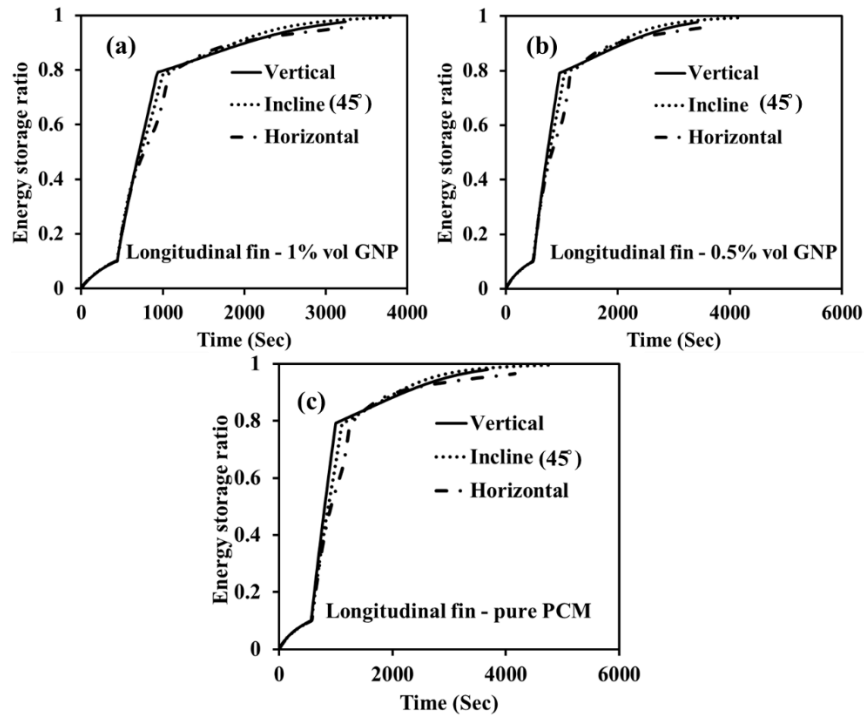 (a)
Energy storage ratio
1
0.8
0.6
0.4
0.2
0
Vertical
Incline (45°)
Horizontal
Longitudinal fin - 1% vol GNP
0 1000 2000 3000 4000
Time (Sec)
(b)
Energy storage ratio
1
0.8
0.6
0.4
0.2
0
Vertical
Incline (45°)
Horizontal
Longitudinal fin - 0.5% vol GNP
0 2000 4000 6000
Time (Sec)
(c)
Energy storage ratio
1
0.8
0.6
0.4
0.2
0
Vertical
Incline (45°)
Horizontal
Longitudinal fin - pure PCM
0 2000 4000 6000
Time (Sec)